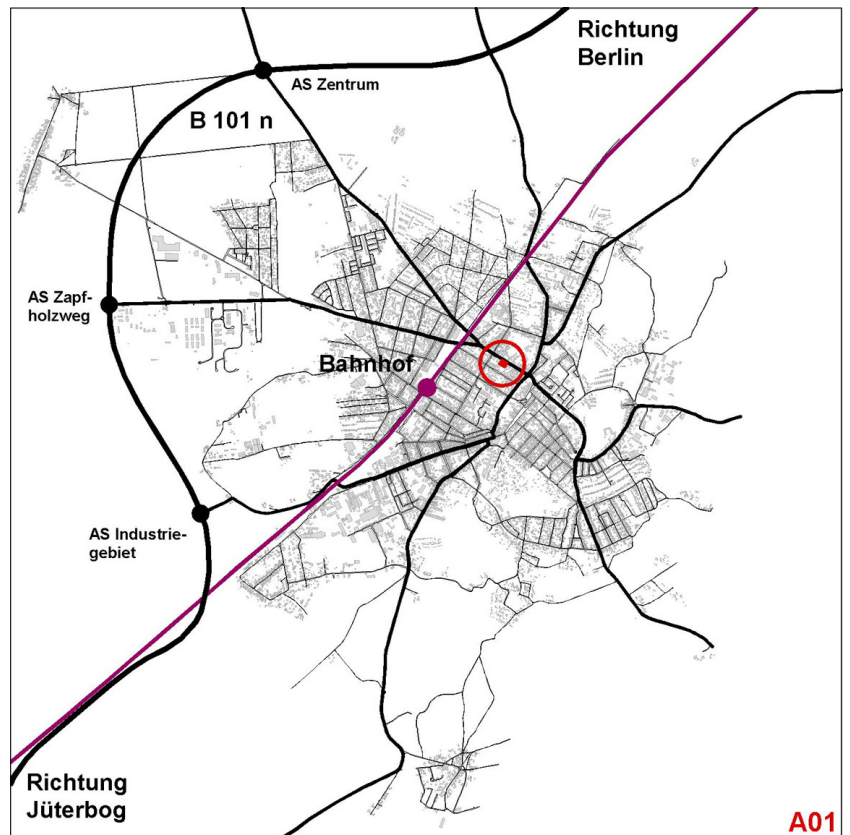 Richtung
Berlin
AS Zentrum
B 101 n
AS Zapf-
holzweg
Bahnhof
AS Industrie-
gebiet
Richtung
Jüterbog
A01